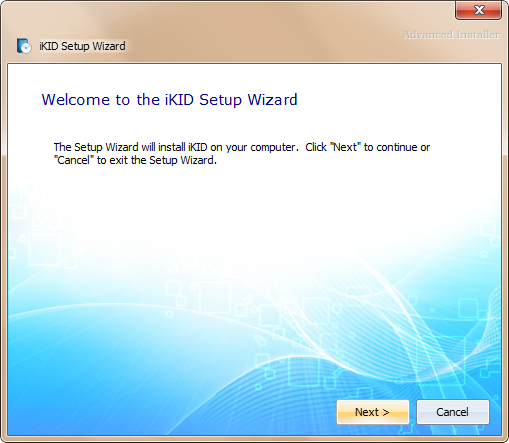 Advanced Installer
iKID Setup Wizard
Welcome to the iKID Setup Wizard
The Setup Wizard will install iKID on your computer.  Click "Next" to continue or
"Cancel" to exit the Setup Wizard.
Next >
Cancel